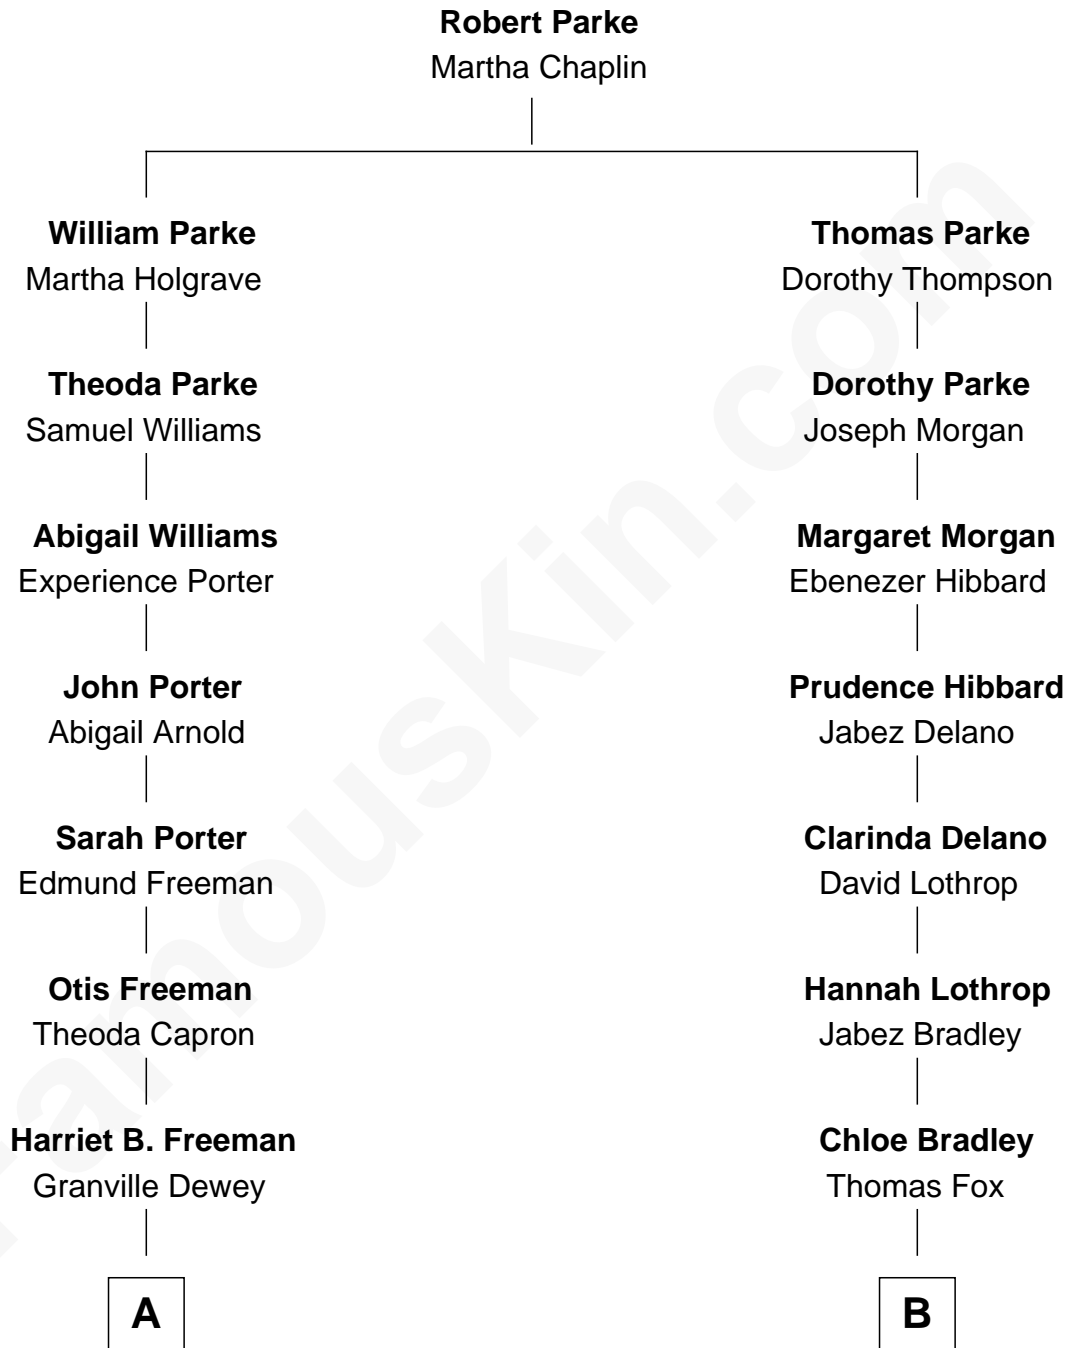 Robert Parke
Martha Chaplin
William Parke
Martha Holgrave
Thomas Parke
Dorothy Thompson
Theoda Parke
Samuel Williams
Dorothy Parke
Joseph Morgan
Abigail Williams
Experience Porter
Margaret Morgan
Ebenezer Hibbard
John Porter
Abigail Arnold
Prudence Hibbard
Jabez Delano
Sarah Porter
Edmund Freeman
Clarinda Delano
David Lothrop
Otis Freeman
Theoda Capron
Hannah Lothrop
Jabez Bradley
Harriet B. Freeman
Granville Dewey
Chloe Bradley
Thomas Fox
A
B
FamousKin.com